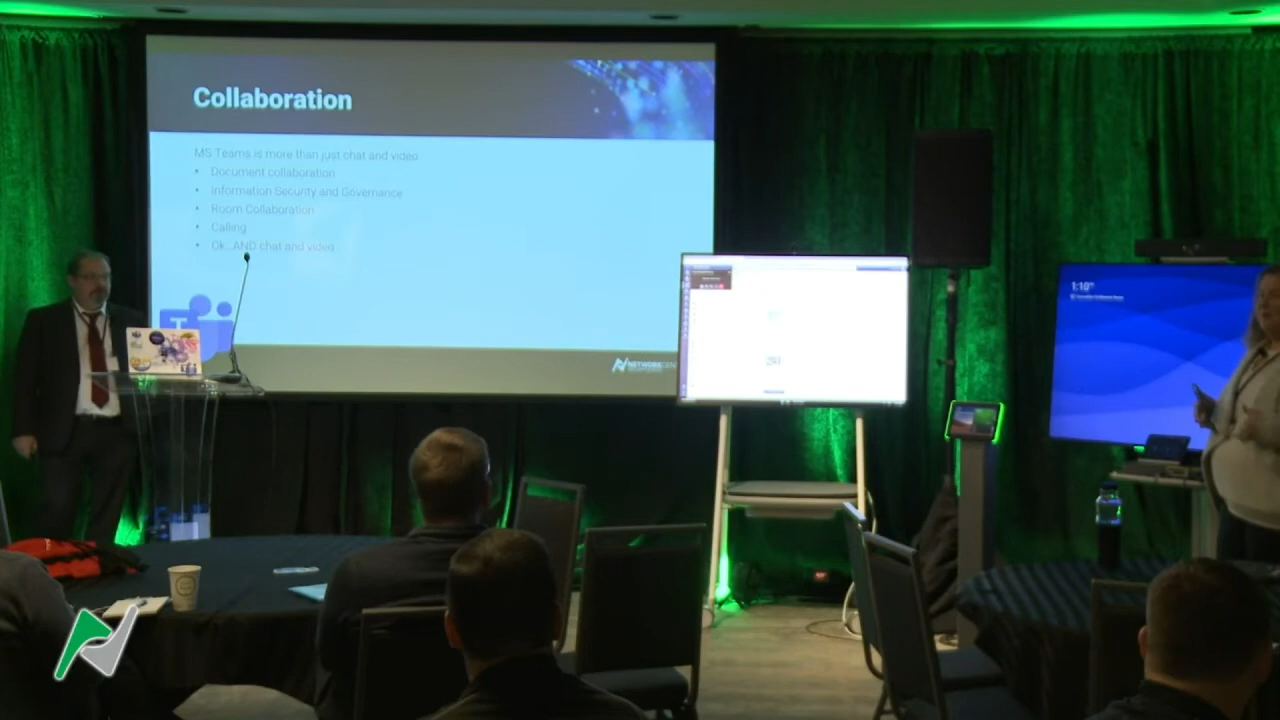 Collaboration
MS Teams is more than just chat and video
• Document collaboration
• Information Security and Governance
• Room Collaboration
• Calling
• Ok...AND chat and video
T
1:10